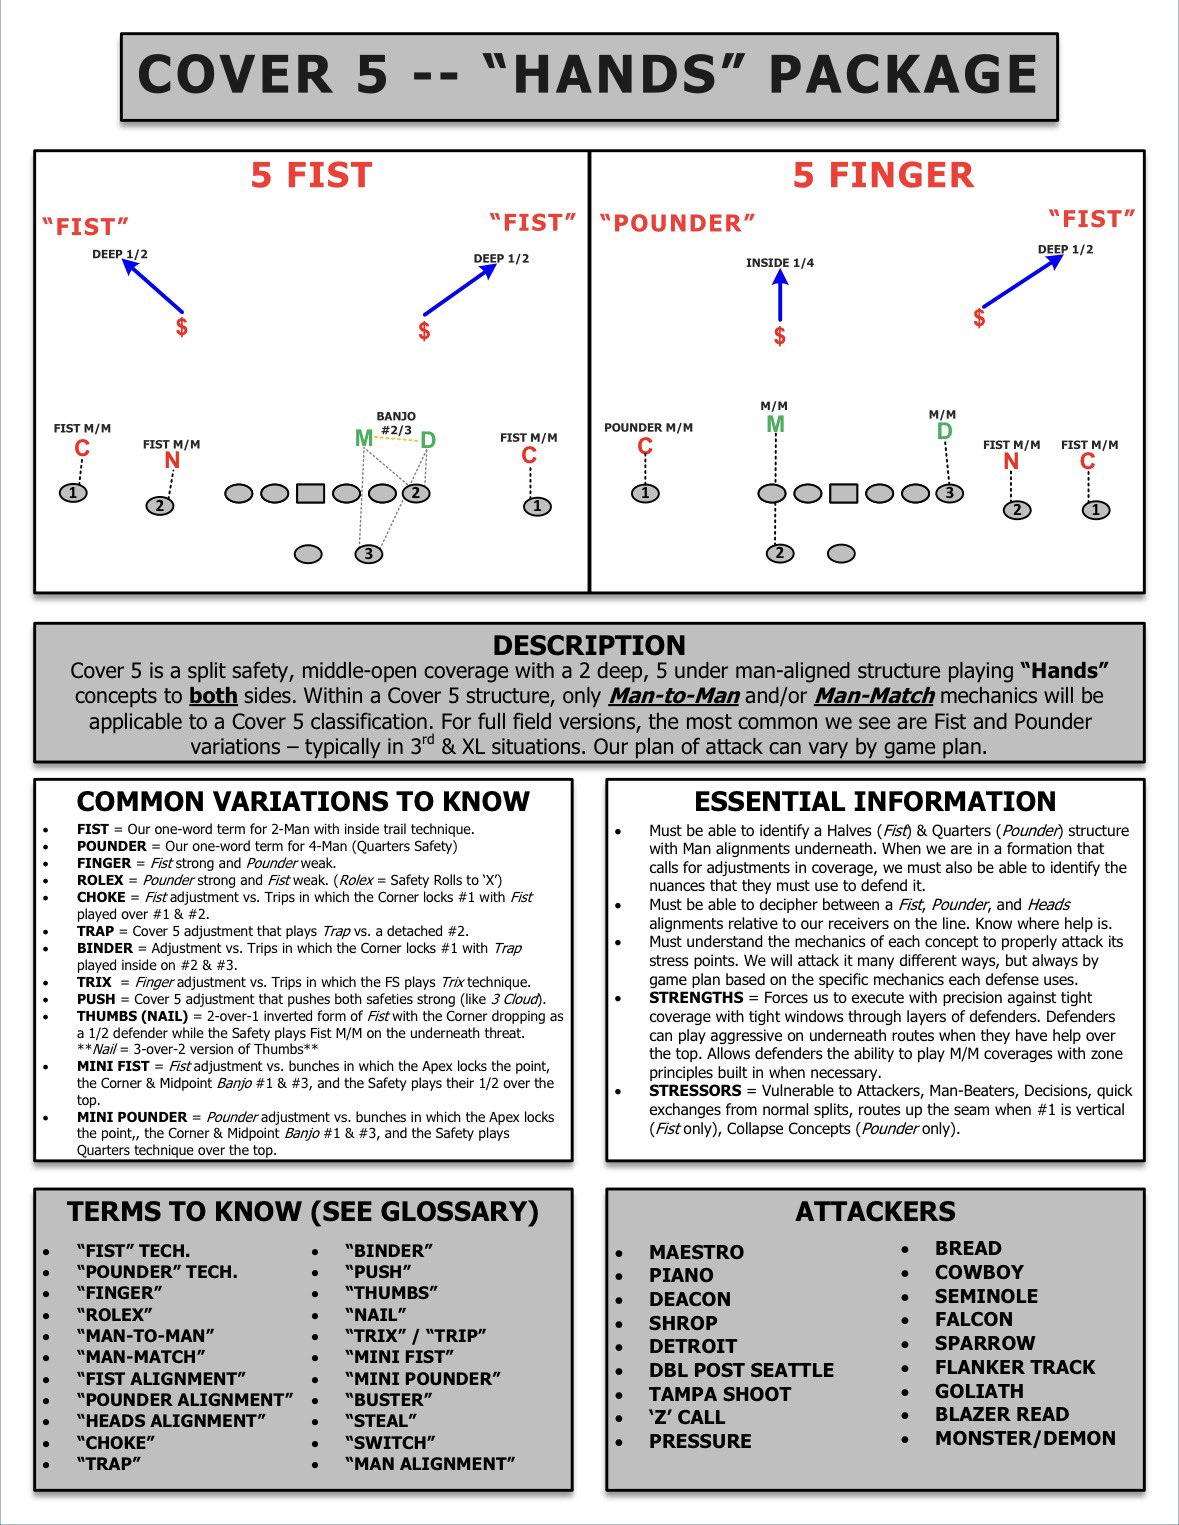 COVER 5 -- “HANDS” PACKAGE
5 FIST
“FIST”
“FIST”
DEEP 1/2
DEEP 1/2
$
$
BANJO
#2/3
FIST M/M
C
FIST M/M
N
M
D
FIST M/M
C
1
2
2
1
3
5 FINGER
“POUNDER”
“FIST”
INSIDE 1/4
DEEP 1/2
$
$
M/M
M
M/M
D
POUNDER M/M
C
FIST M/M
N
FIST M/M
C
1
3
2
1
2
DESCRIPTION
Cover 5 is a split safety, middle-open coverage with a 2 deep, 5 under man-aligned structure playing “Hands”
concepts to both sides. Within a Cover 5 structure, only Man-to-Man and/or Man-Match mechanics will be
applicable to a Cover 5 classification. For full field versions, the most common we see are Fist and Pounder
variations – typically in 3rd & XL situations. Our plan of attack can vary by game plan.
COMMON VARIATIONS TO KNOW
• FIST = Our one-word term for 2-Man with inside trail technique.
• POUNDER = Our one-word term for 4-Man (Quarters Safety)
• FINGER = Fist strong and Pounder weak.
• ROLEX = Pounder strong and Fist weak. (Rolex = Safety Rolls to ‘X’)
• CHOKE = Fist adjustment vs. Trips in which the Corner locks #1 with Fist
played over #1 & #2.
• TRAP = Cover 5 adjustment that plays Trap vs. a detached #2.
• BINDER = Adjustment vs. Trips in which the Corner locks #1 with Trap
played inside on #2 & #3.
• TRIX = Finger adjustment vs. Trips in which the FS plays Trix technique.
• PUSH = Cover 5 adjustment that pushes both safeties strong (like 3 Cloud).
• THUMBS (NAIL) = 2-over-1 inverted form of Fist with the Corner dropping as
a 1/2 defender while the Safety plays Fist M/M on the underneath threat.
**Nail = 3-over-2 version of Thumbs**
• MINI FIST = Fist adjustment vs. bunches in which the Apex locks the point,
the Corner & Midpoint Banjo #1 & #3, and the Safety plays their 1/2 over the
top.
• MINI POUNDER = Pounder adjustment vs. bunches in which the Apex locks
the point,, the Corner & Midpoint Banjo #1 & #3, and the Safety plays
Quarters technique over the top.
ESSENTIAL INFORMATION
• Must be able to identify a Halves (Fist) & Quarters (Pounder) structure
with Man alignments underneath. When we are in a formation that
calls for adjustments in coverage, we must also be able to identify the
nuances that they must use to defend it.
• Must be able to decipher between a Fist, Pounder, and Heads
alignments relative to our receivers on the line. Know where help is.
• Must understand the mechanics of each concept to properly attack its
stress points. We will attack it many different ways, but always by
game plan based on the specific mechanics each defense uses.
• STRENGTHS = Forces us to execute with precision against tight
coverage with tight windows through layers of defenders. Defenders
can play aggressive on underneath routes when they have help over
the top. Allows defenders the ability to play M/M coverages with zone
principles built in when necessary.
• STRESSORS = Vulnerable to Attackers, Man-Beaters, Decisions, quick
exchanges from normal splits, routes up the seam when #1 is vertical
(Fist only), Collapse Concepts (Pounder only).
TERMS TO KNOW (SEE GLOSSARY)
• “FIST” TECH.
• “POUNDER” TECH.
• “FINGER”
• “ROLEX”
• “MAN-TO-MAN”
• “MAN-MATCH”
• “FIST ALIGNMENT”
• “POUNDER ALIGNMENT”
• “HEADS ALIGNMENT”
• “CHOKE”
• “TRAP”
• “BINDER”
• “PUSH”
• “THUMBS”
• “NAIL”
• “TRIX” / “TRIP”
• “MINI FIST”
• “MINI POUNDER”
• “BUSTER”
• “STEAL”
• “SWITCH”
• “MAN ALIGNMENT”
ATTACKERS
• MAESTRO
• PIANO
• DEACON
• SHROP
• DETROIT
• DBL POST SEATTLE
• TAMPA SHOOT
• ‘Z’ CALL
• PRESSURE
• BREAD
• COWBOY
• SEMINOLE
• FALCON
• SPARROW
• FLANKER TRACK
• GOLIATH
• BLAZER READ
• MONSTER/DEMON